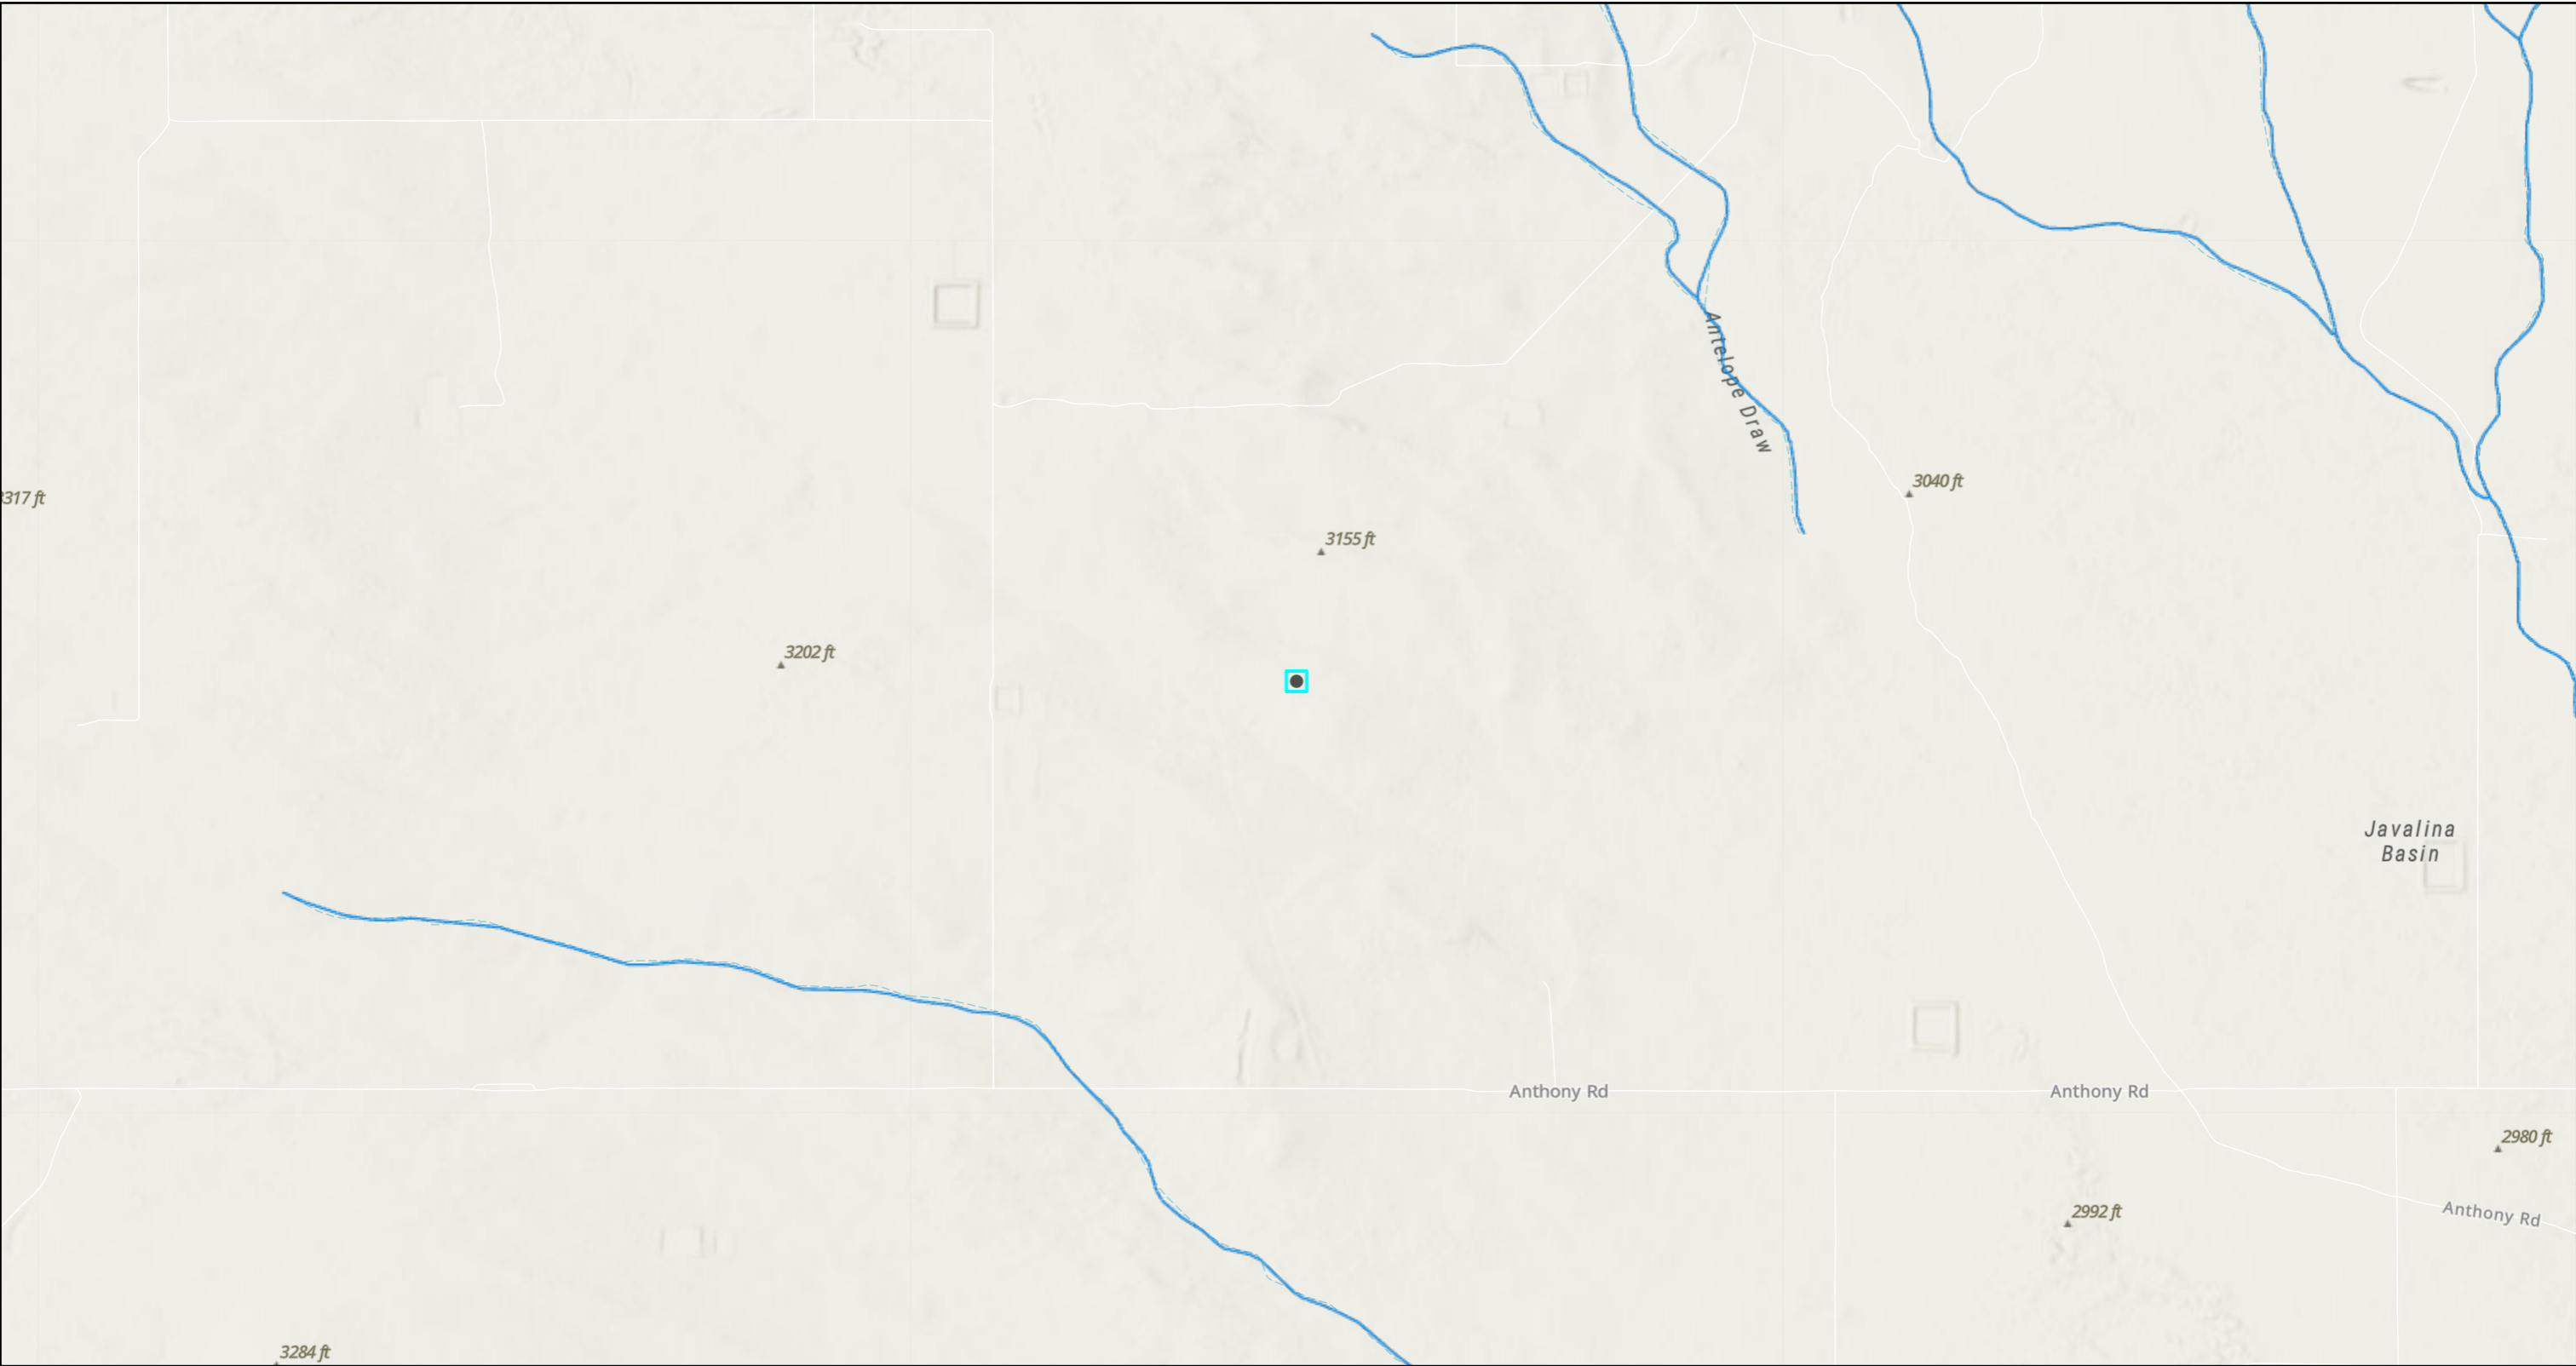 Antelope Draw
3040 ft
3317 ft
3155 ft
3202 ft
Javalina
Basin
Anthony Rd
Anthony Rd
2980 ft
2992 ft
Anthony Rd
3284 ft